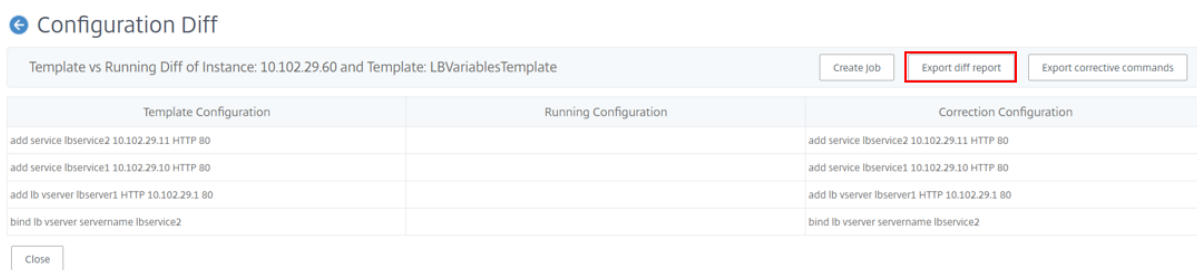 Configuration Diff
Template vs Running Diff of Instance: 10.102.29.60 and Template: LBVariablesTemplate Create Job Export diff report Export corrective commands
Template Configuration Running Configuration Correction Configuration
add service lbservice2 10.102.29.11 HTTP 80 add service lbservice2 10.102.29.11 HTTP 80
add service lbservice1 10.102.29.10 HTTP 80 add service lbservice1 10.102.29.10 HTTP 80
add lb vserver lbserver1 HTTP 10.102.29.1 80 add lb vserver lbserver1 HTTP 10.102.29.1 80
bind lb vserver servername lbservice2 bind lb vserver servername lbservice2
Close